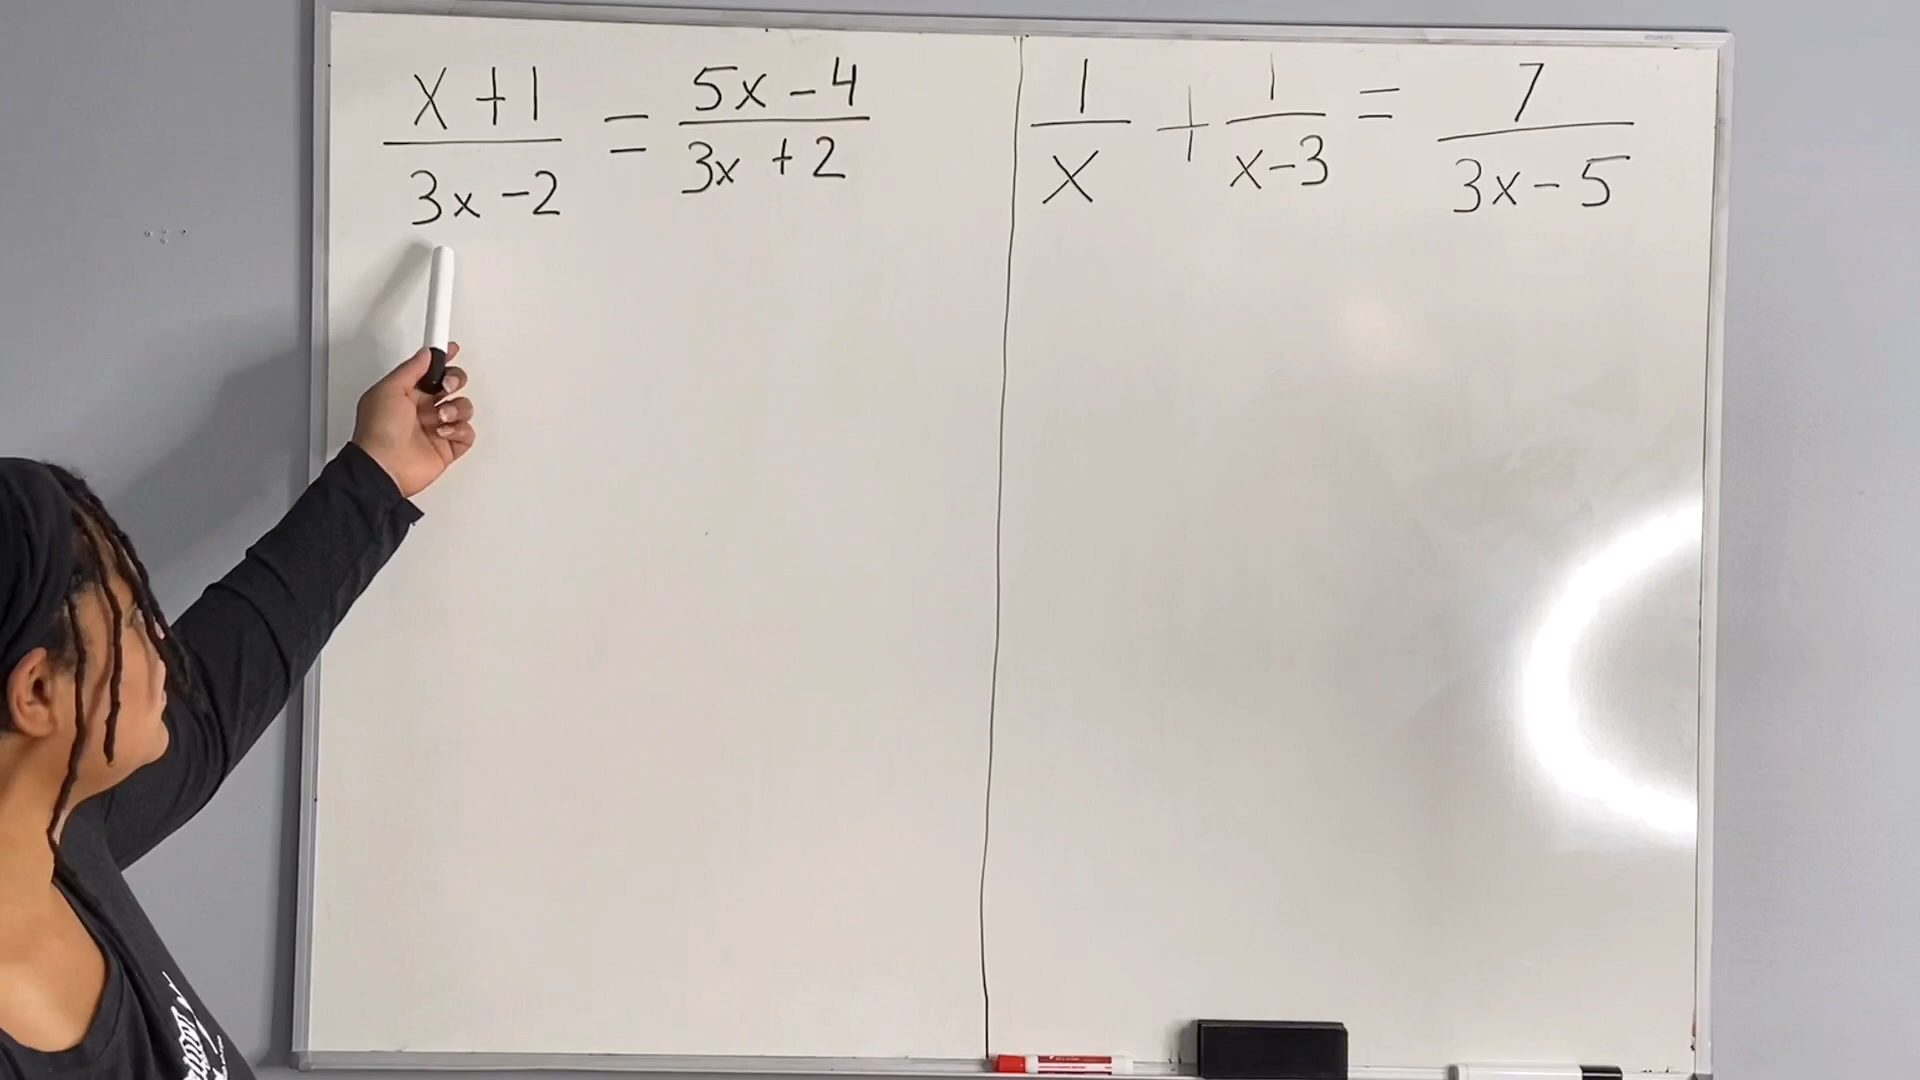 x + 1 = 5x - 4
3x - 2 3x + 2
1 + 1 = 7
x x-3 3x - 5